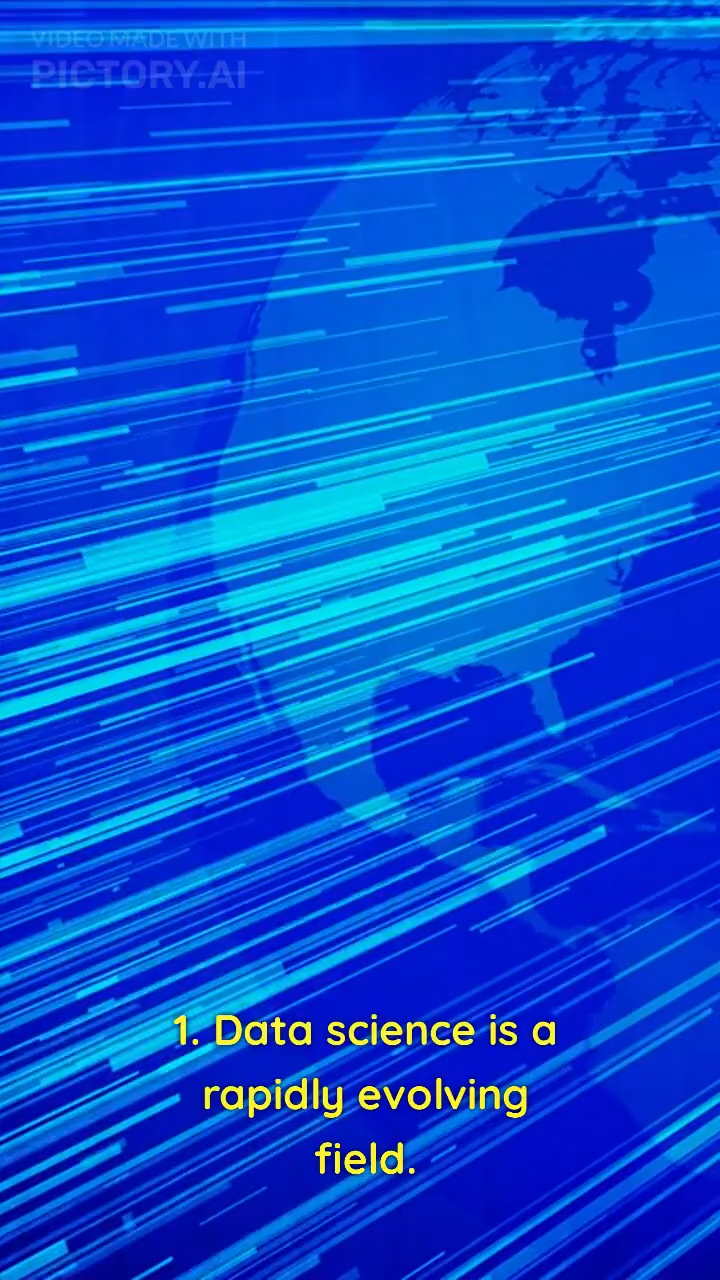 VIDEO MADE WITH
PICTORY.AI
1. Data science is a
rapidly evolving
field.